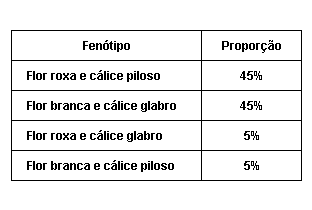 Fenótipo Proporção
Flor roxa e cálice piloso 45%
Flor branca e cálice glabro 45%
Flor roxa e cálice glabro 5%
Flor branca e cálice piloso 5%